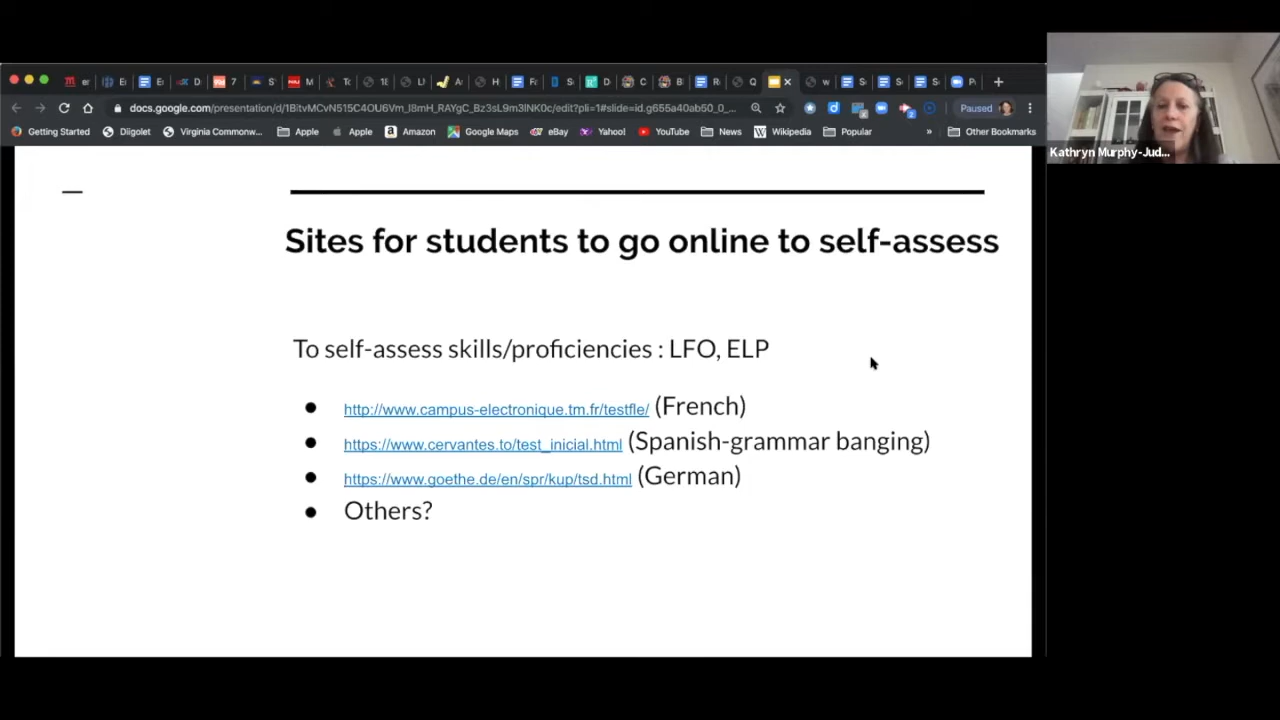 docs.google.com/presentation/d/1BitvMCvN515C4OU6Vm_I8mH_RAYgC_Bz3sL9m3lNK0c/edit?pli=1#slide=id.g655a40ab50_0_... Paused
Getting Started Diigolet Virginia Commonw... Apple Apple Amazon Google Maps eBay Yahoo! YouTube News Wikipedia Popular » Other Bookmarks
Kathryn Murphy-Jud...
Sites for students to go online to self-assess
To self-assess skills/proficiencies : LFO, ELP
● http://www.campus-electronique.tm.fr/testfle/ (French)
● https://www.cervantes.to/test_inicial.html (Spanish-grammar banging)
● https://www.goethe.de/en/spr/kup/tsd.html (German)
● Others?